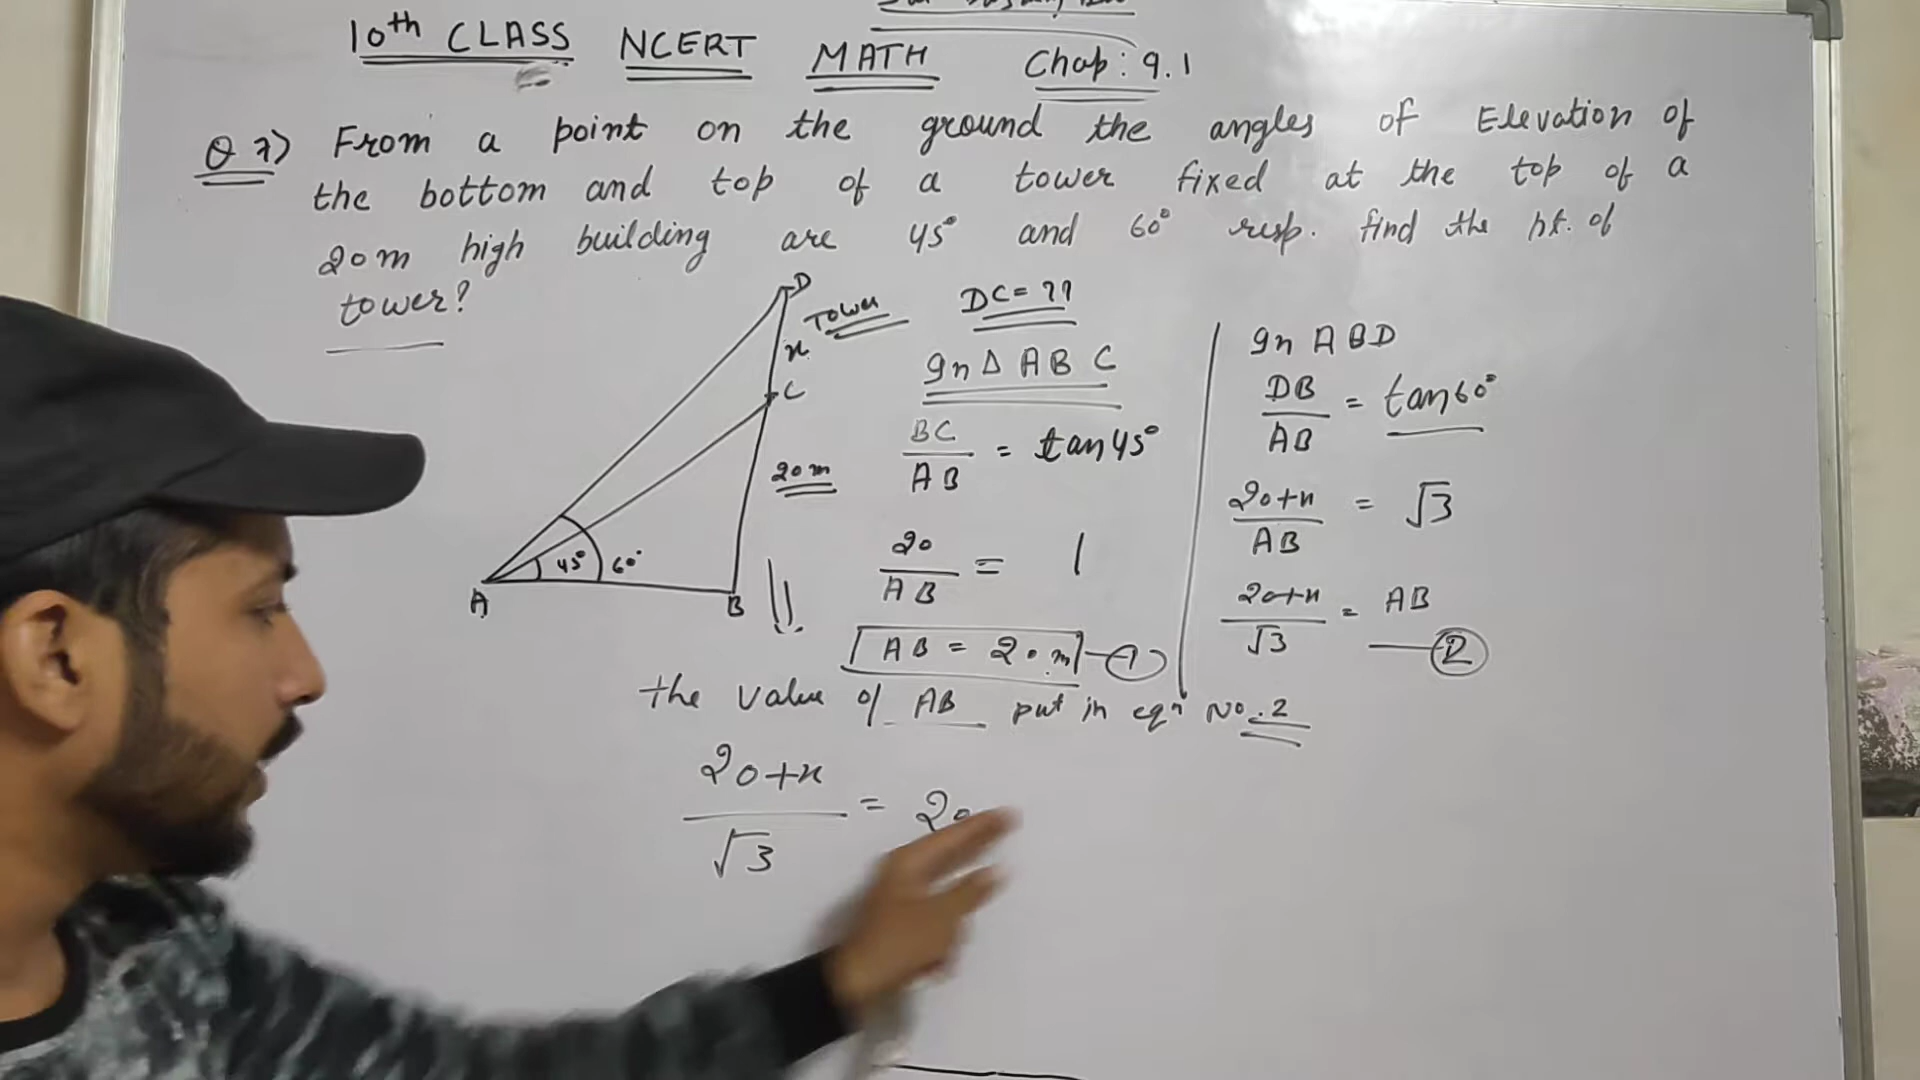 10th CLASS NCERT MATH Chap: 9.1
Q 7) From a point on the ground the angles of Elevation of
the bottom and top of a tower fixed at the top of a
20m high building are 45° and 60° resp. find the ht. of
tower?
D
Tower
x
C
20m
45° 60°
A
B
DC = ??
In Δ ABC
BC/AB = tan45°
20/AB = 1
AB = 20m — 1
In ABD
DB/AB = tan60°
20+x/AB = √3
20+x/√3 = AB
— 2
the value of AB put in eqn No. 2
20+x/√3 = 20